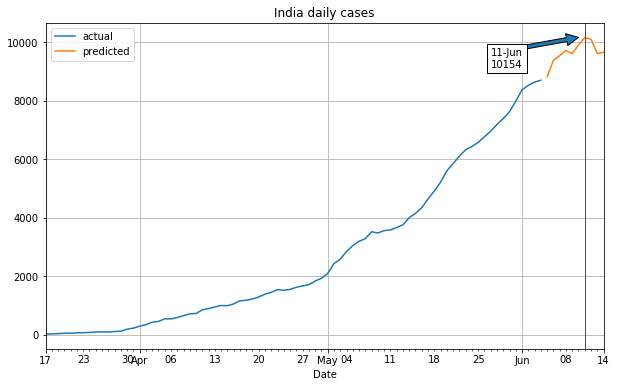 India daily cases
actual
predicted
11-Jun
10154
10000
8000
6000
4000
2000
0
17 23 30 Apr 06 13 20 27 May 04 11 18 25 Jun 08 14
Date